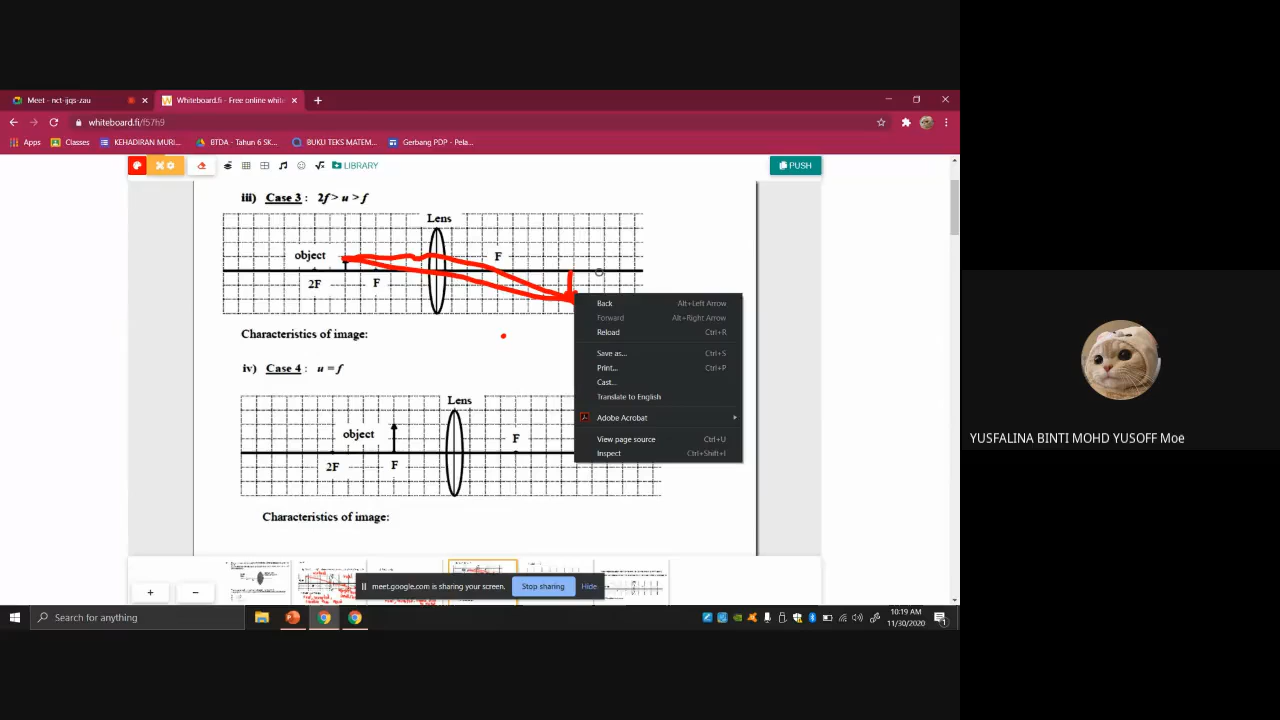 Meet - nct-ijqs-zau
Whiteboard.fi - Free online white
whiteboard.fi/f57h9
Apps Classes KEHADIRAN MURI... BTDA - Tahun 6 SK... BUKU TEKS MATEM... Gerbang PDP - Pela...
LIBRARY PUSH
iii) Case 3 : 2f > u > f
Lens
object F
2F F
Characteristics of image:
iv) Case 4 : u = f
Lens
object F
2F F
Characteristics of image:
Back Alt+Left Arrow
Forward Alt+Right Arrow
Reload Ctrl+R
Save as... Ctrl+S
Print... Ctrl+P
Cast...
Translate to English
Adobe Acrobat
View page source Ctrl+U
Inspect Ctrl+Shift+I
YUSFALINA BINTI MOHD YUSOFF Moe
meet.google.com is sharing your screen. Stop sharing Hide
Search for anything
10:19 AM
11/30/2020